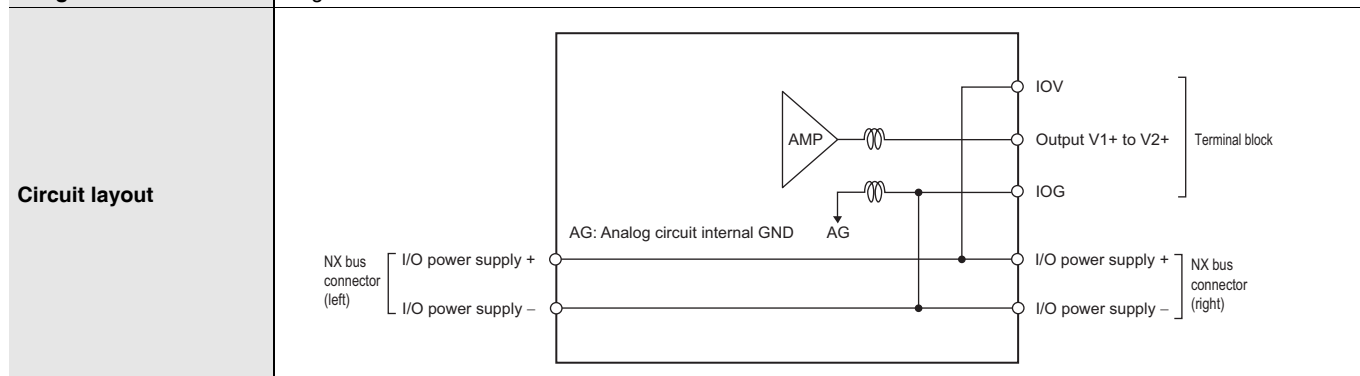 Circuit layout
IOV
AMP
Output V1+ to V2+
Terminal block
IOG
AG: Analog circuit internal GND
AG
NX bus
connector
(left)
I/O power supply +
I/O power supply –
I/O power supply +
I/O power supply –
NX bus
connector
(right)